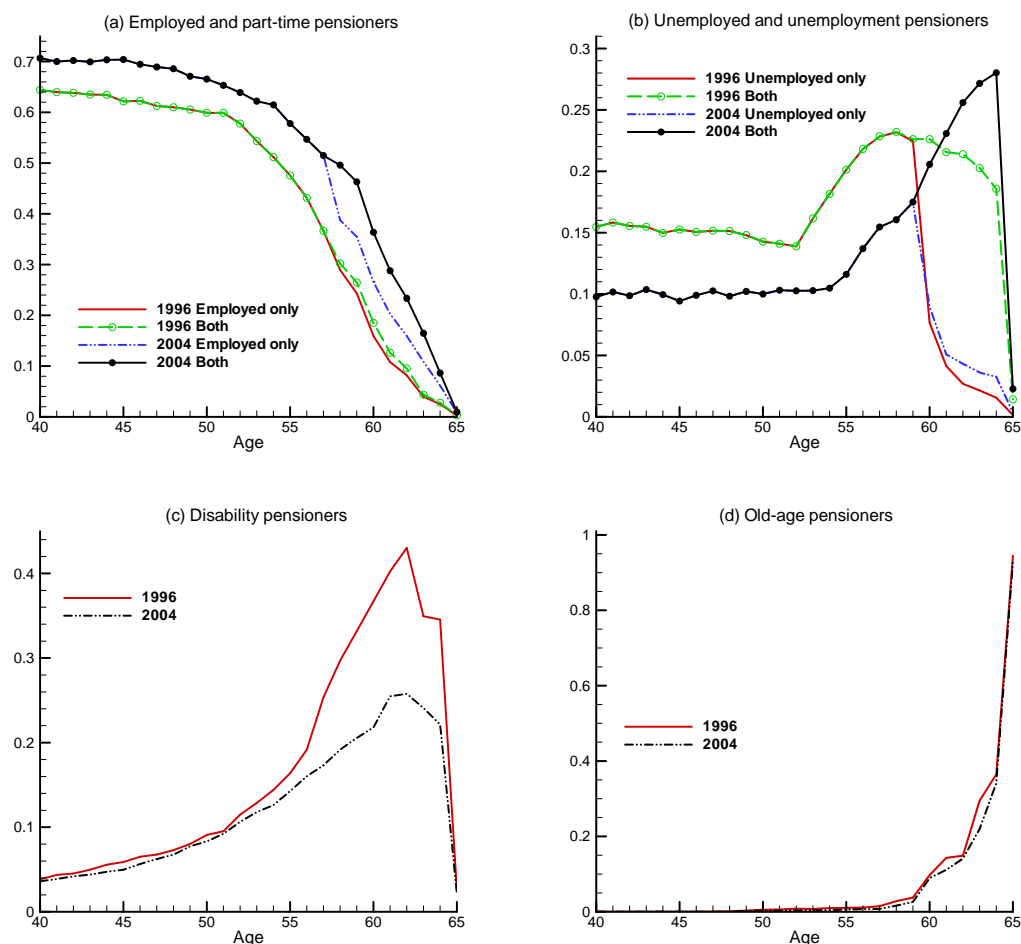 (a) Employed and part-time pensioners
0.7
0.6
0.5
0.4
0.3
0.2
0.1
0
1996 Employed only
1996 Both
2004 Employed only
2004 Both
40 45 50 55 60 65
Age
(b) Unemployed and unemployment pensioners
0.3
0.25
0.2
0.15
0.1
0.05
0
1996 Unemployed only
1996 Both
2004 Unemployed only
2004 Both
40 45 50 55 60 65
Age
(c) Disability pensioners
0.4
0.3
0.2
0.1
0
1996
2004
40 45 50 55 60 65
Age
(d) Old-age pensioners
1
0.8
0.6
0.4
0.2
0
1996
2004
40 45 50 55 60 65
Age